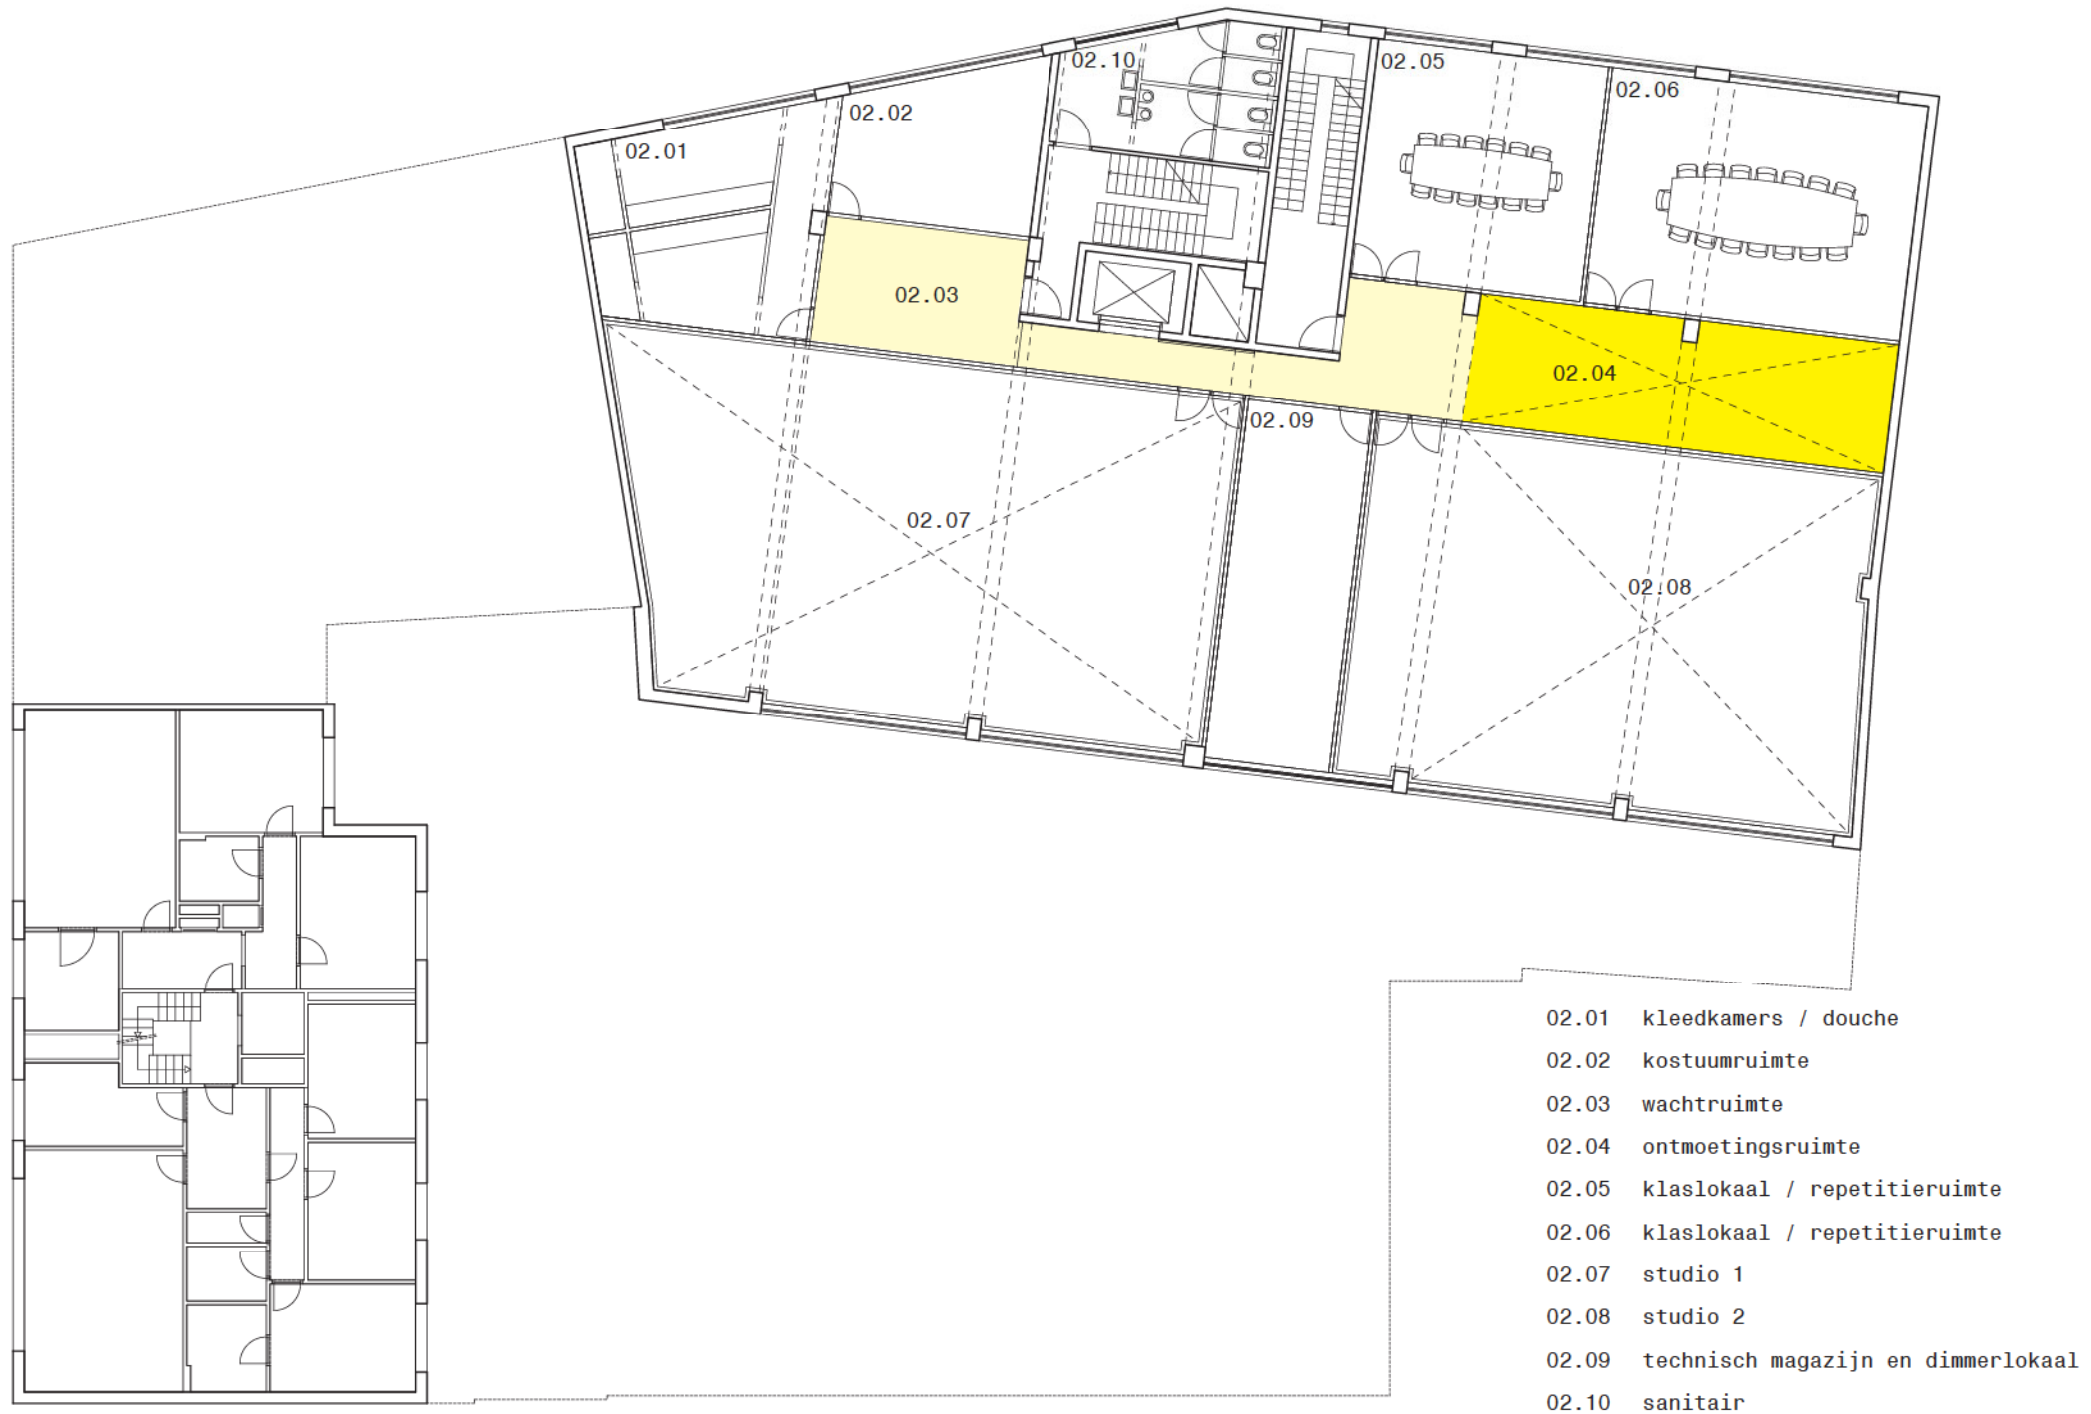 02.10
02.05
02.06
02.02
02.01
02.03
02.04
02.09
02.07
02.08
02.01 kleedkamers / douche
02.02 kostuumruimte
02.03 wachtruimte
02.04 ontmoetingsruimte
02.05 klaslokaal / repetitieruimte
02.06 klaslokaal / repetitieruimte
02.07 studio 1
02.08 studio 2
02.09 technisch magazijn en dimmerlokaal
02.10 sanitair